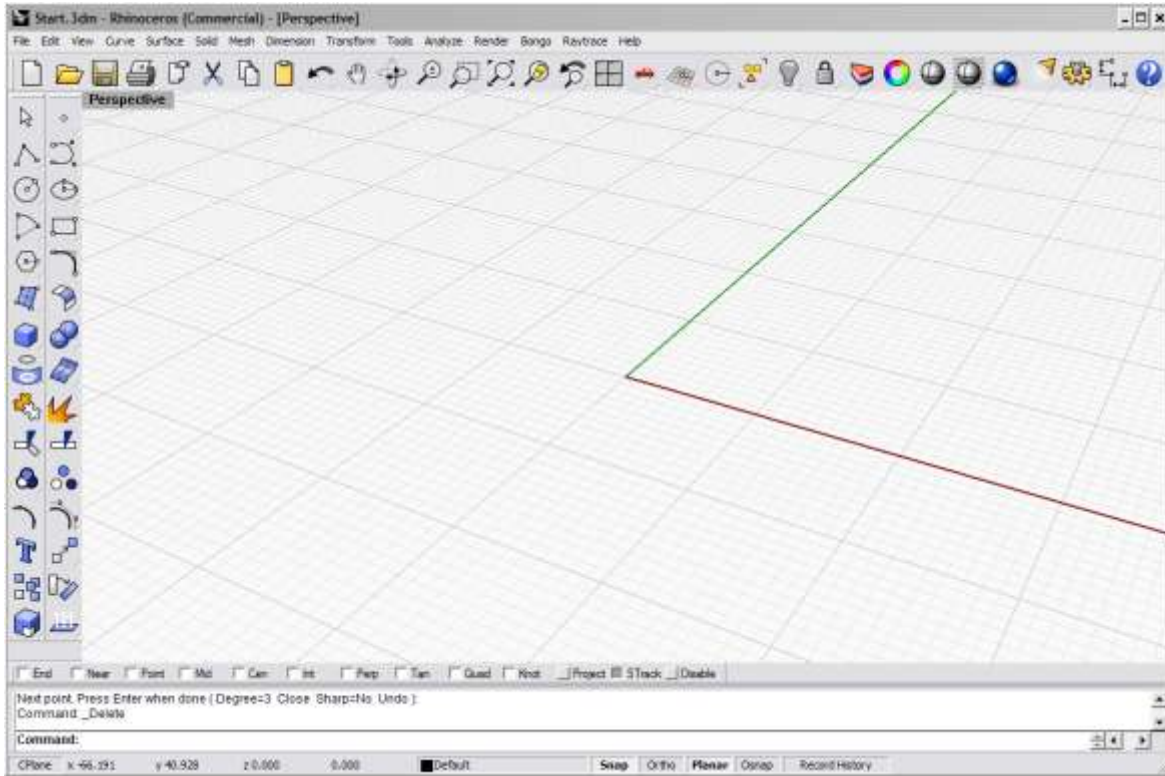 Start.3dm - Rhinoceros (Commercial) - [Perspective]
File Edit View Curve Surface Solid Mesh Dimension Transform Tools Analyze Render Bongo Raytrace Help
Perspective
End Near Point Mid Cen Int Perp Tan Quad Knot Project STrack Disable
Next point. Press Enter when done ( Degree=3 Close Sharp=No Undo ):
Command: _Delete
Command:
CPlane x -66.191 y 40.928 z 0.000 0.000 Default Snap Ortho Planar Osnap Record History